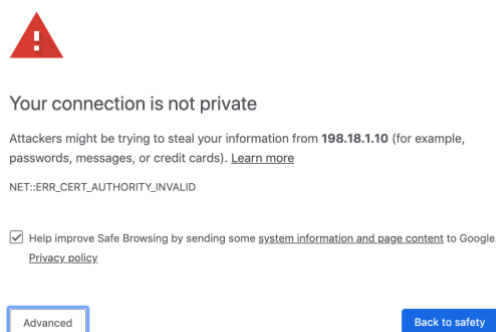 Your connection is not private
Attackers might be trying to steal your information from 198.18.1.10 (for example,
passwords, messages, or credit cards). Learn more
NET::ERR_CERT_AUTHORITY_INVALID
Help improve Safe Browsing by sending some system information and page content to Google
Privacy policy
Advanced
Back to safety